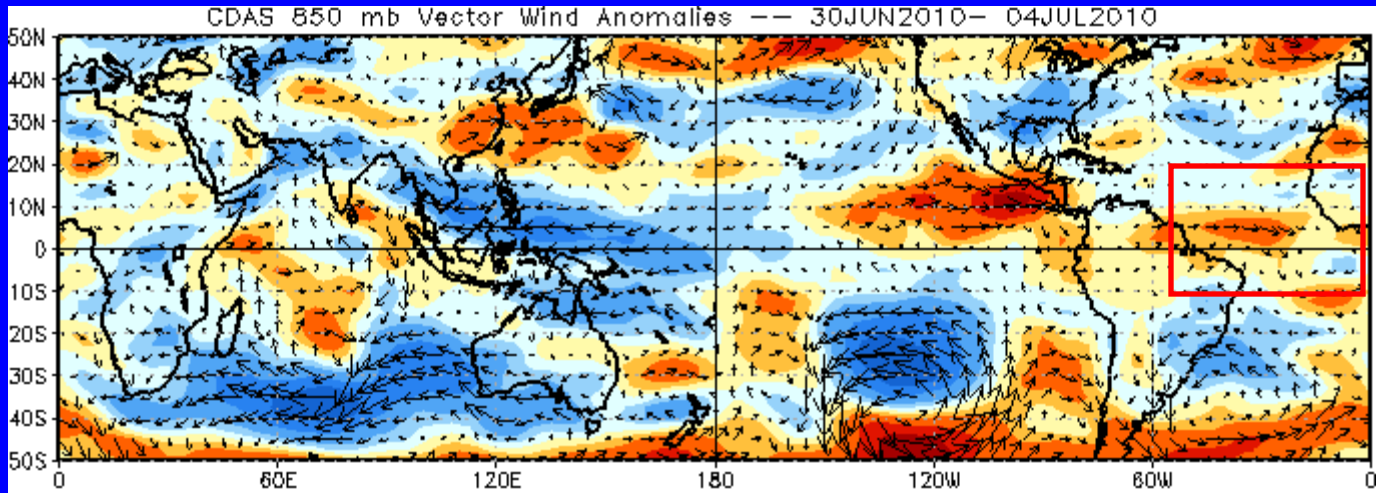 CDAS 850 mb Vector Wind Anomalies -- 30JUN2010- 04JUL2010
50N
40N
30N
20N
10N
0
10S
20S
30S
40S
50S
0 60E 120E 180 120W 60W 0